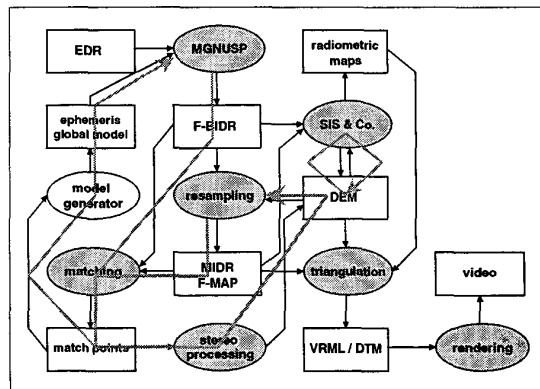 EDR
MGNUSP
radiometric
maps
ephemeris
global model
F-BIDR
SIS & Co.
model
generator
resampling
DEM
matching
MIDR
F-MAP
triangulation
video
match points
stereo
processing
VRML / DTM
rendering